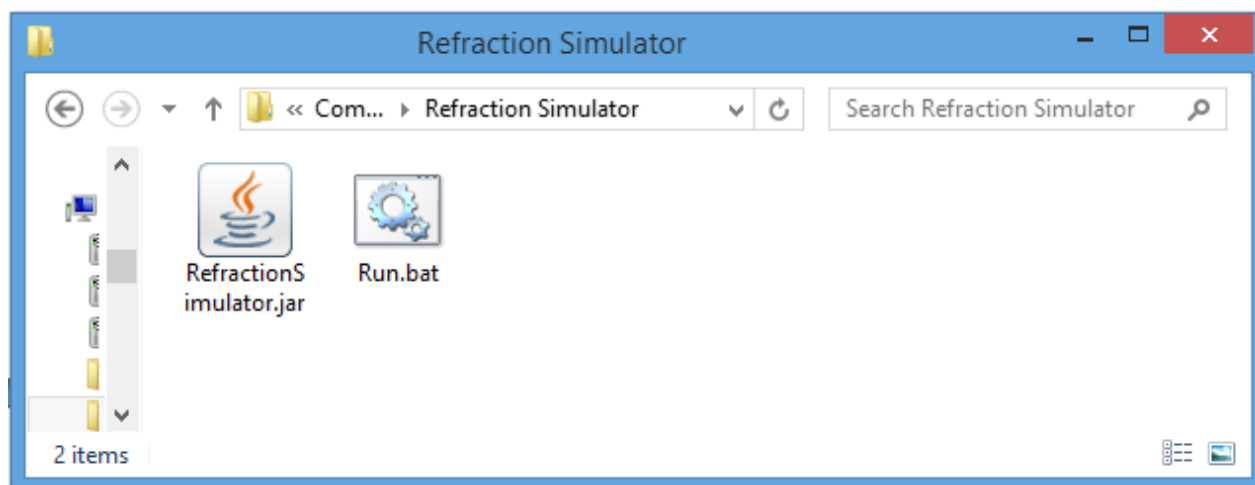 Refraction Simulator
« Com... Refraction Simulator
Search Refraction Simulator
RefractionS
imulator.jar
Run.bat
2 items